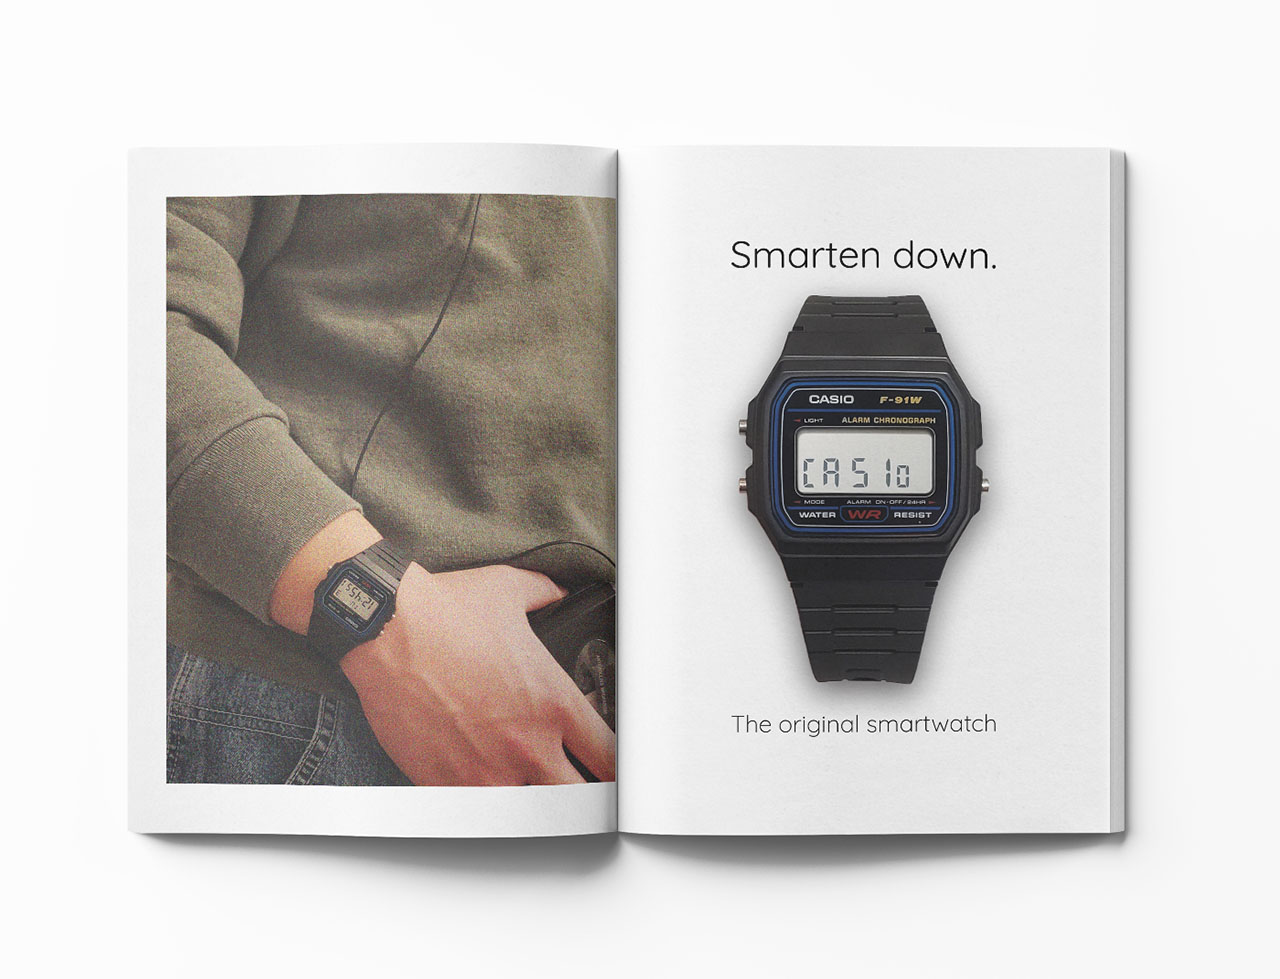 Smarten down.
CASIO F-91W
LIGHT ALARM CHRONOGRAPH
CASIo
MODE ALARM ON-OFF/24HR
WATER WR RESIST
The original smartwatch